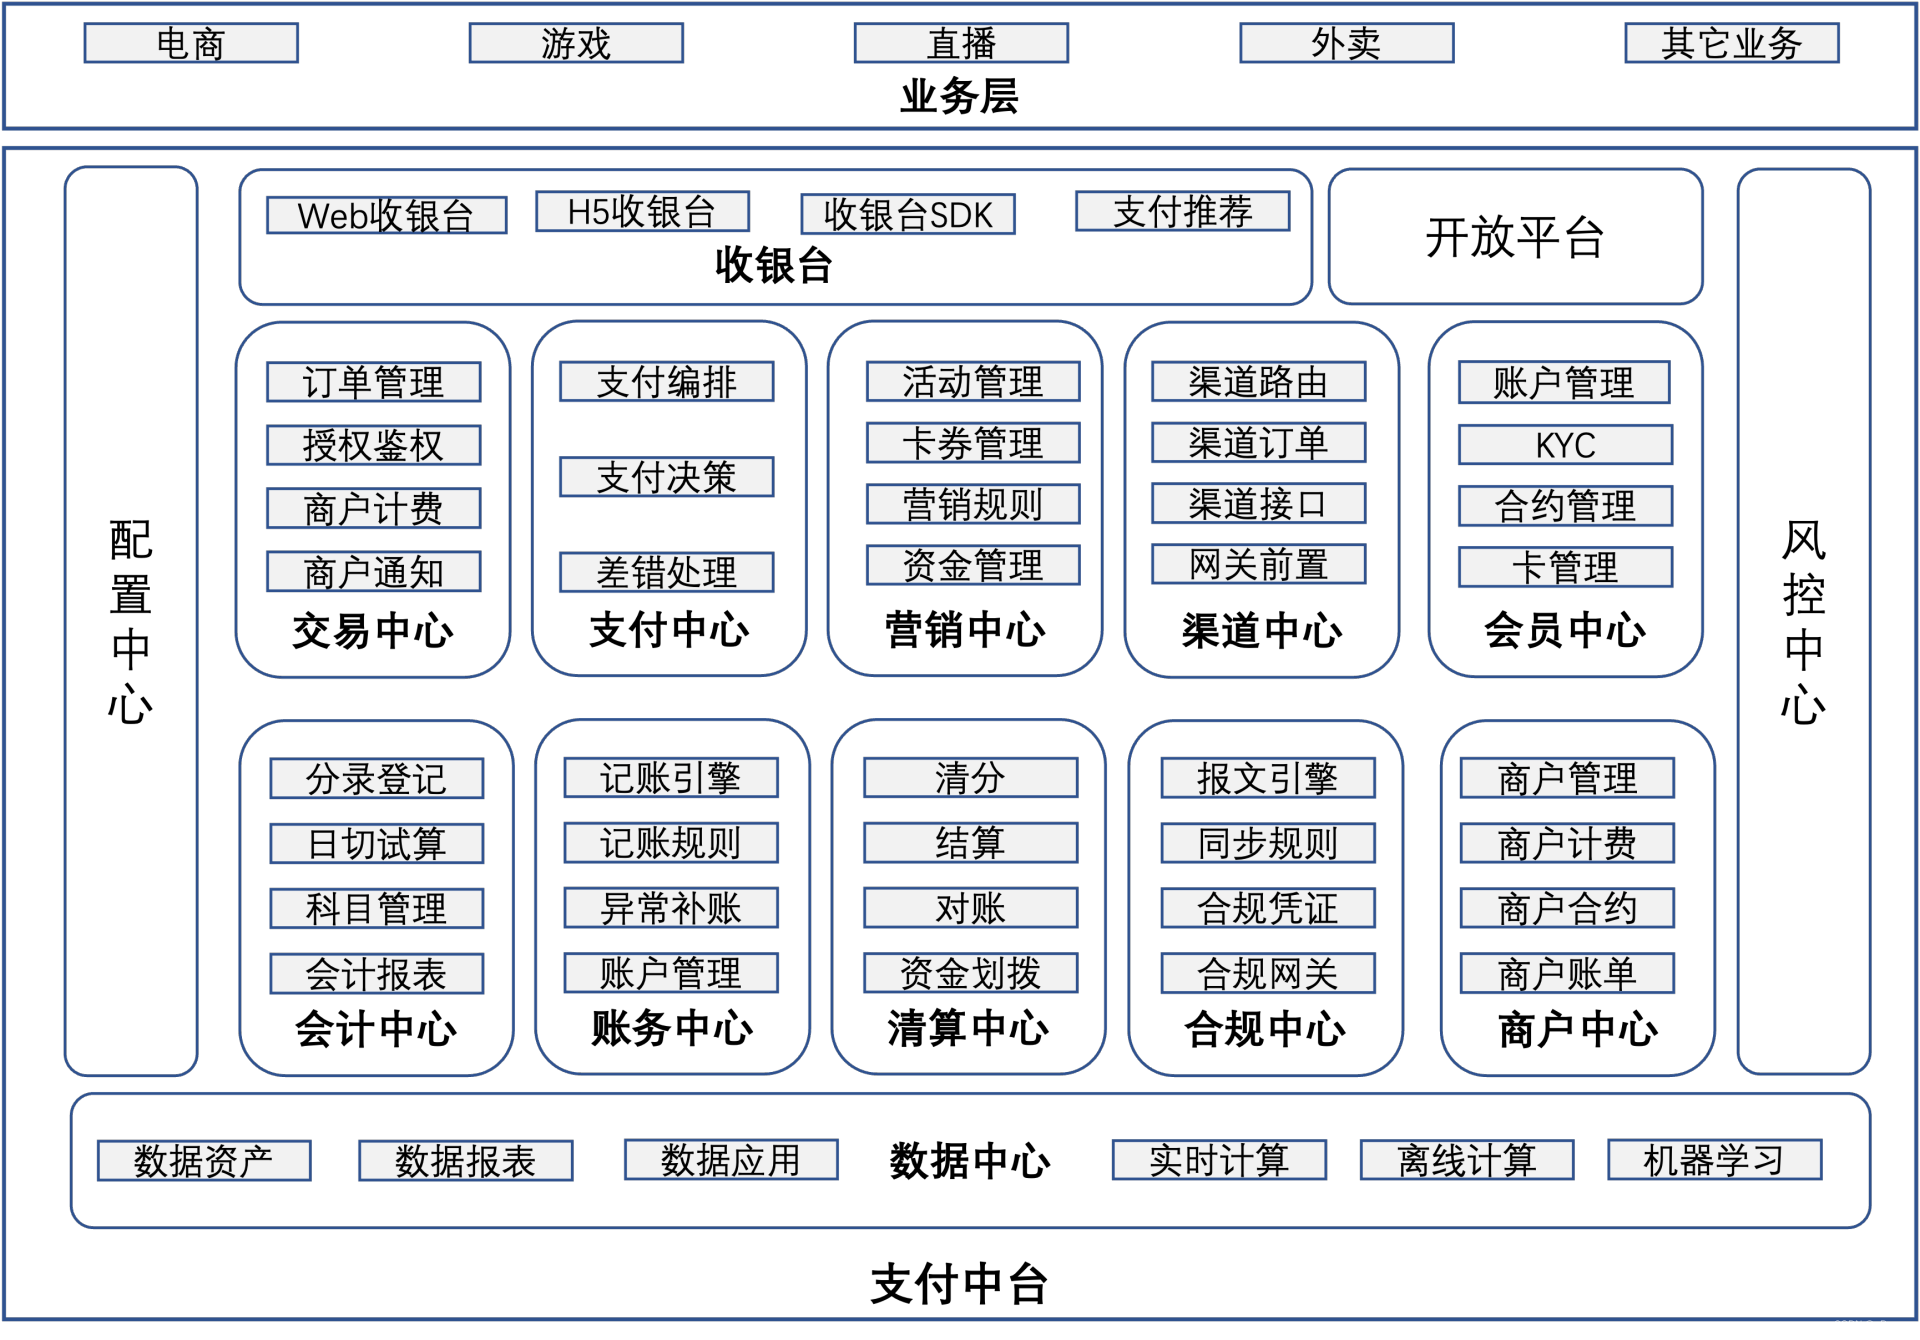 电商
游戏
直播
外卖
其它业务
业务层
配置中心
Web收银台
H5收银台
收银台SDK
支付推荐
收银台
开放平台
订单管理
授权鉴权
商户计费
商户通知
交易中心
支付编排
支付决策
差错处理
支付中心
活动管理
卡券管理
营销规则
资金管理
营销中心
渠道路由
渠道订单
渠道接口
网关前置
渠道中心
账户管理
KYC
合约管理
卡管理
会员中心
分录登记
日切试算
科目管理
会计报表
会计中心
记账引擎
记账规则
异常补账
账户管理
账务中心
清分
结算
对账
资金划拨
清算中心
报文引擎
同步规则
合规凭证
合规网关
合规中心
商户管理
商户计费
商户合约
商户账单
商户中心
风控中心
数据资产
数据报表
数据应用
数据中心
实时计算
离线计算
机器学习
支付中台